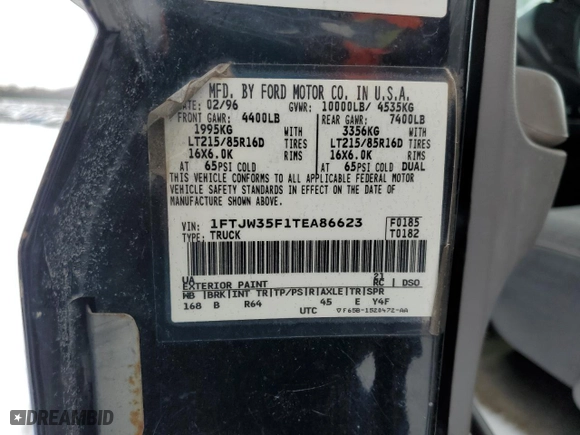 MFD. BY FORD MOTOR CO. IN U.S.A.
DATE: 02/96 GVWR: 10000LB/ 4535KG
FRONT GAWR: 4400LB REAR GAWR: 7400LB
1995KG WITH 3356KG WITH
LT215/85R16D TIRES LT215/85R16D TIRES
16X6.0K RIMS 16X6.0K RIMS
AT 65PSI COLD AT 65PSI COLD DUAL
THIS VEHICLE CONFORMS TO ALL APPLICABLE FEDERAL MOTOR
VEHICLE SAFETY STANDARDS IN EFFECT ON THE DATE OF
MANUFACTURE SHOWN ABOVE.
VIN: 1FTJW35F1TEA86623 F0185
TYPE: TRUCK T0182
UA 21
EXTERIOR PAINT RC DSO
WB BRK INT TR TP/PS R AXLE TR SPR
168 B R64 45 E Y4F
UTC F65B-1520472-AA
DREAMBID